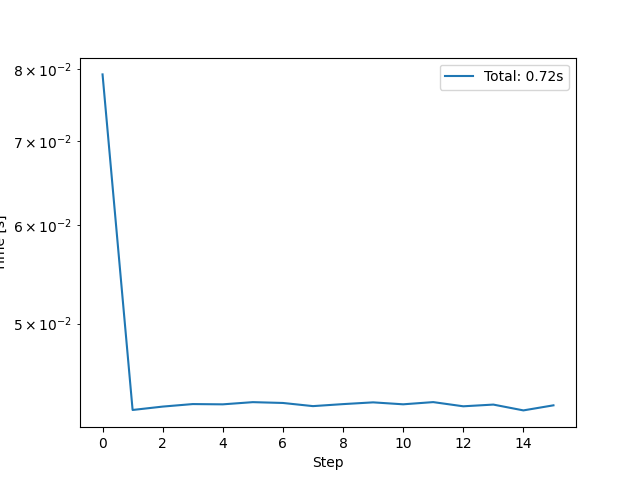 Total: 0.72s
8 × 10⁻²
7 × 10⁻²
6 × 10⁻²
5 × 10⁻²
[s]
0 2 4 6 8 10 12 14
Step